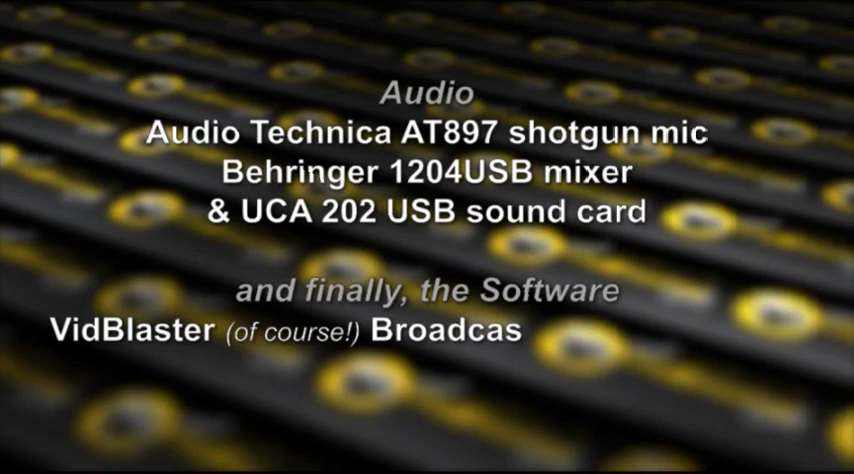 Audio
Audio Technica AT897 shotgun mic
Behringer 1204USB mixer
& UCA 202 USB sound card
and finally, the Software
VidBlaster (of course!) Broadcas